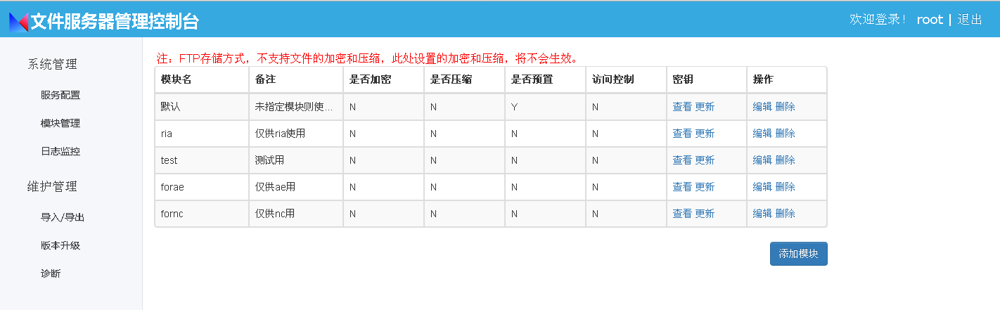 文件服务器管理控制台
欢迎登录! root | 退出
系统管理
服务配置
模块管理
日志监控
维护管理
导入/导出
版本升级
诊断
注：FTP存储方式，不支持文件的加密和压缩，此处设置的加密和压缩，将不会生效。
模块名 备注 是否加密 是否压缩 是否预置 访问控制 密钥 操作
默认 未指定模块则使... N N Y N 查看 更新 编辑 删除
ria 仅供ria使用 N N N N 查看 更新 编辑 删除
test 测试用 N N N N 查看 更新 编辑 删除
forae 仅供ae用 N N N N 查看 更新 编辑 删除
fornc 仅供nc用 N N N N 查看 更新 编辑 删除
添加模块